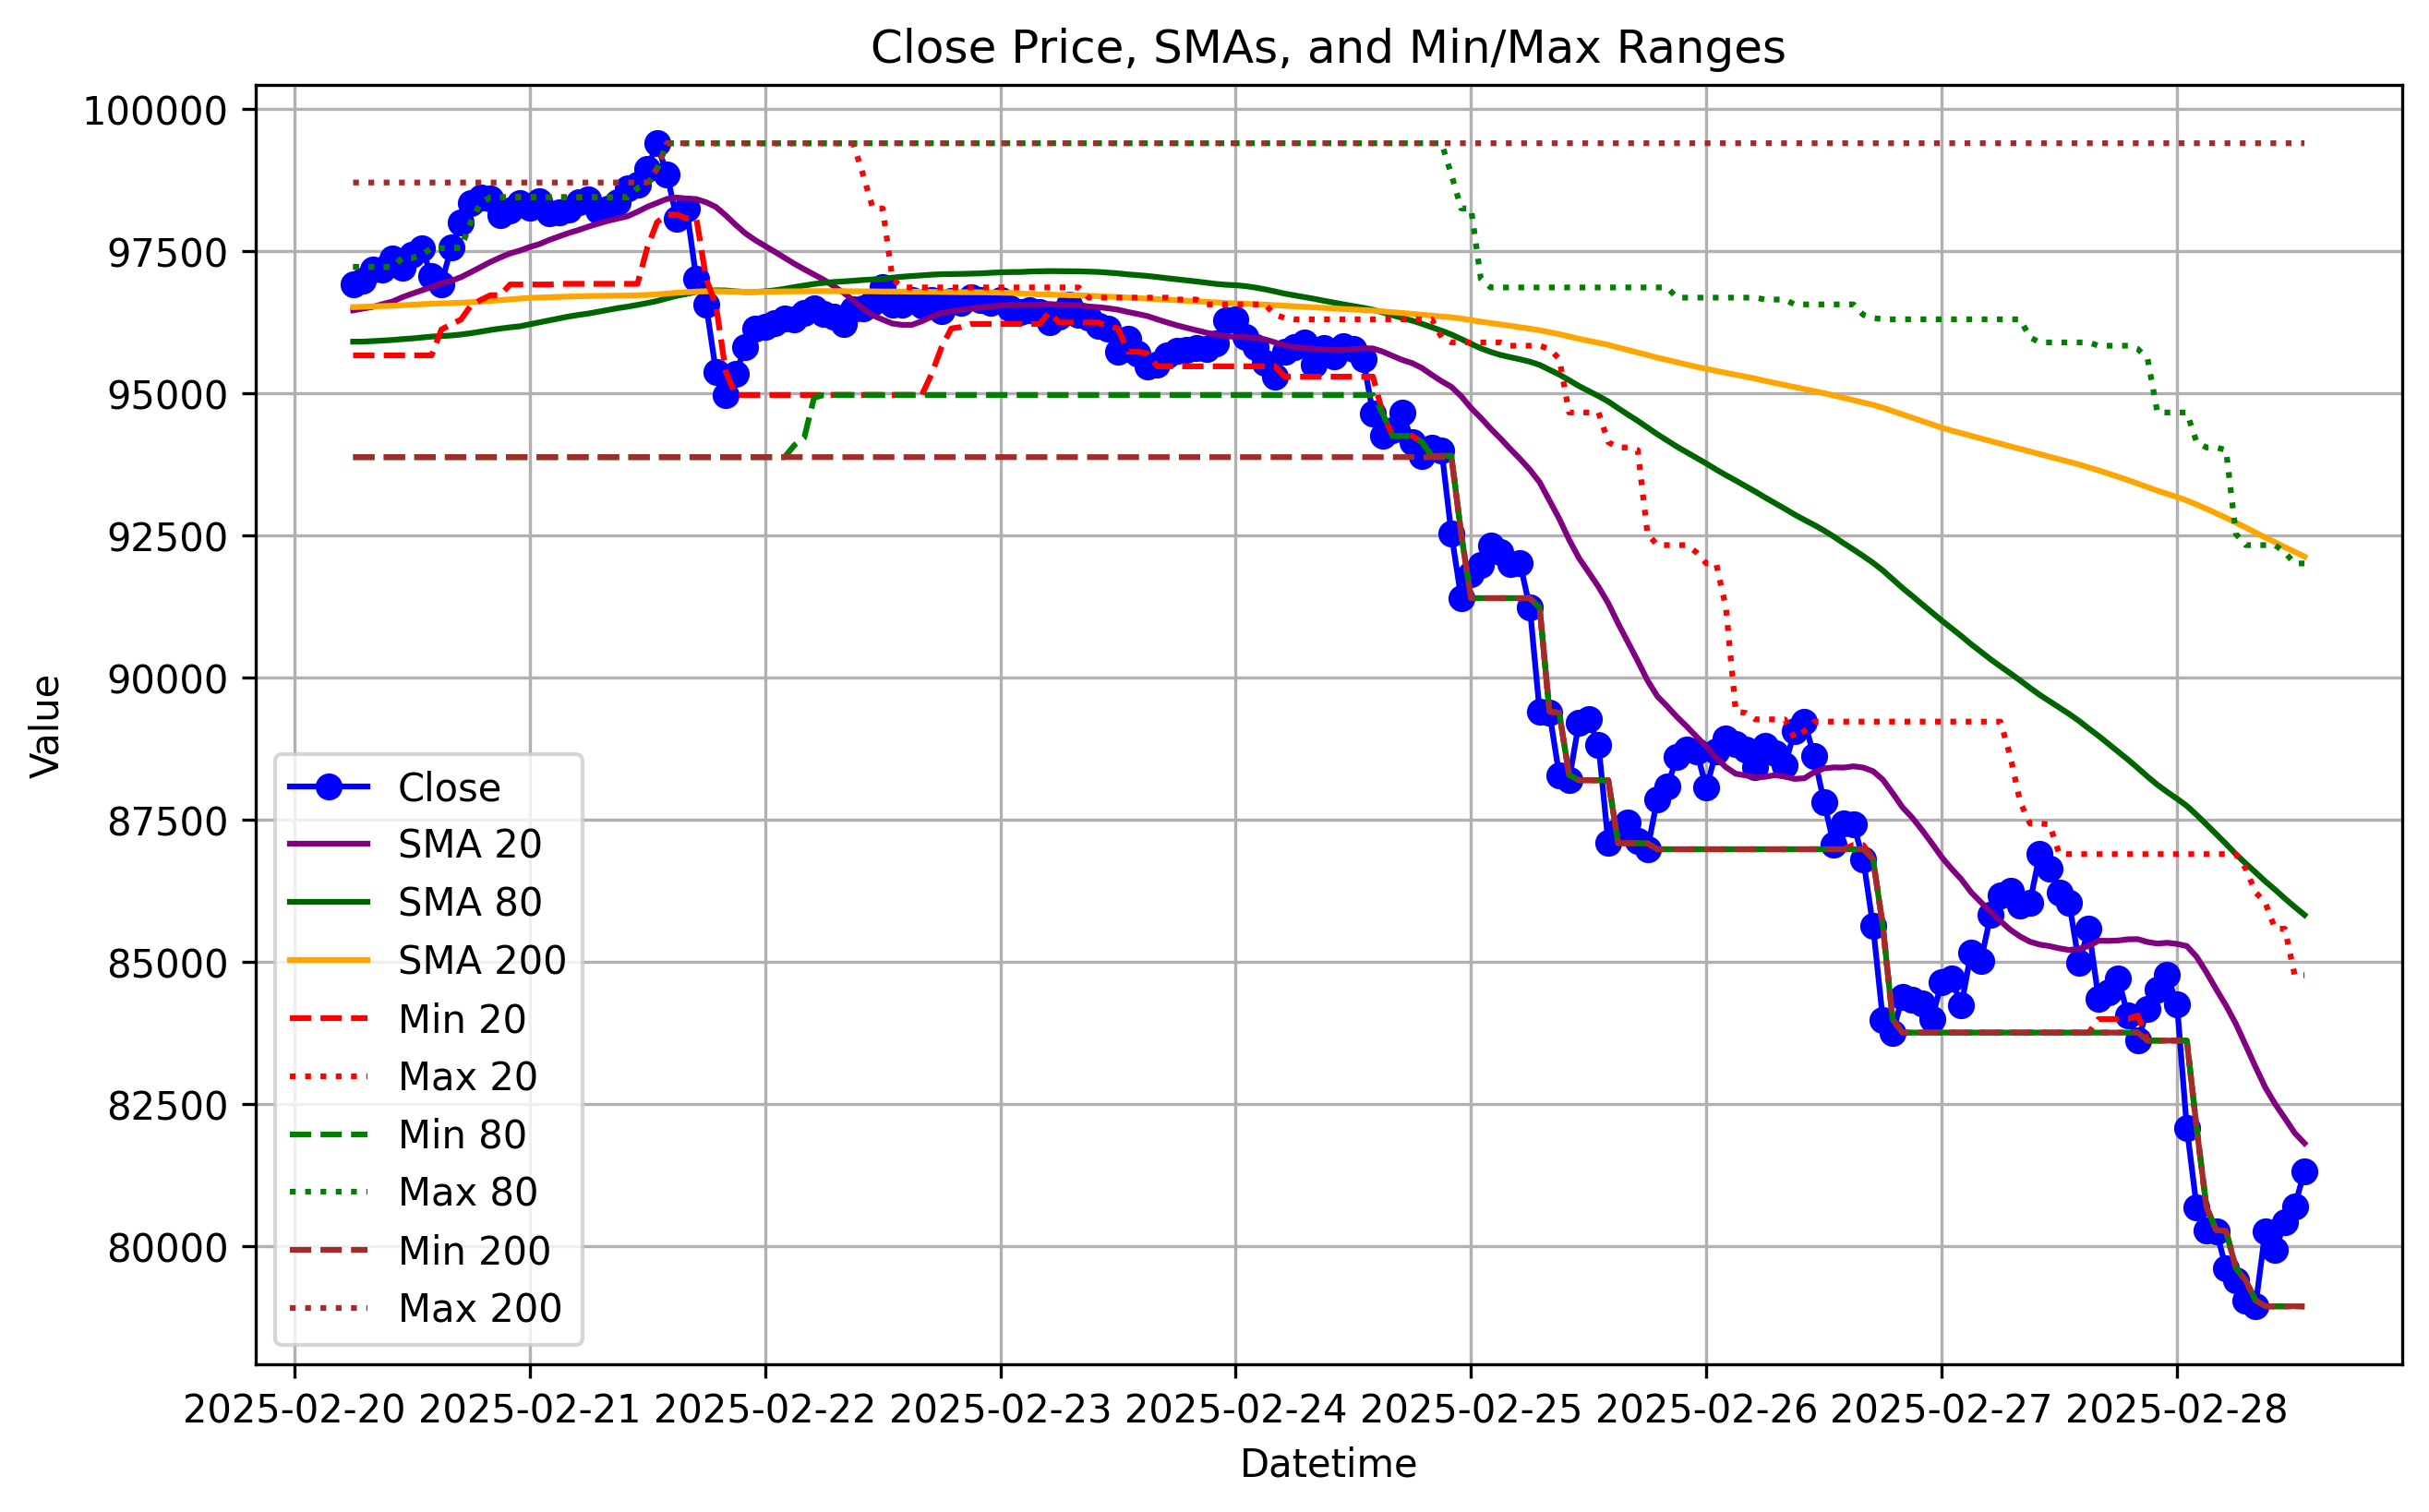 Close Price, SMAs, and Min/Max Ranges
100000
97500
95000
92500
90000
87500
85000
82500
80000
Value
Close
SMA 20
SMA 80
SMA 200
Min 20
Max 20
Min 80
Max 80
Min 200
Max 200
2025-02-20 2025-02-21 2025-02-22 2025-02-23 2025-02-24 2025-02-25 2025-02-26 2025-02-27 2025-02-28
Datetime